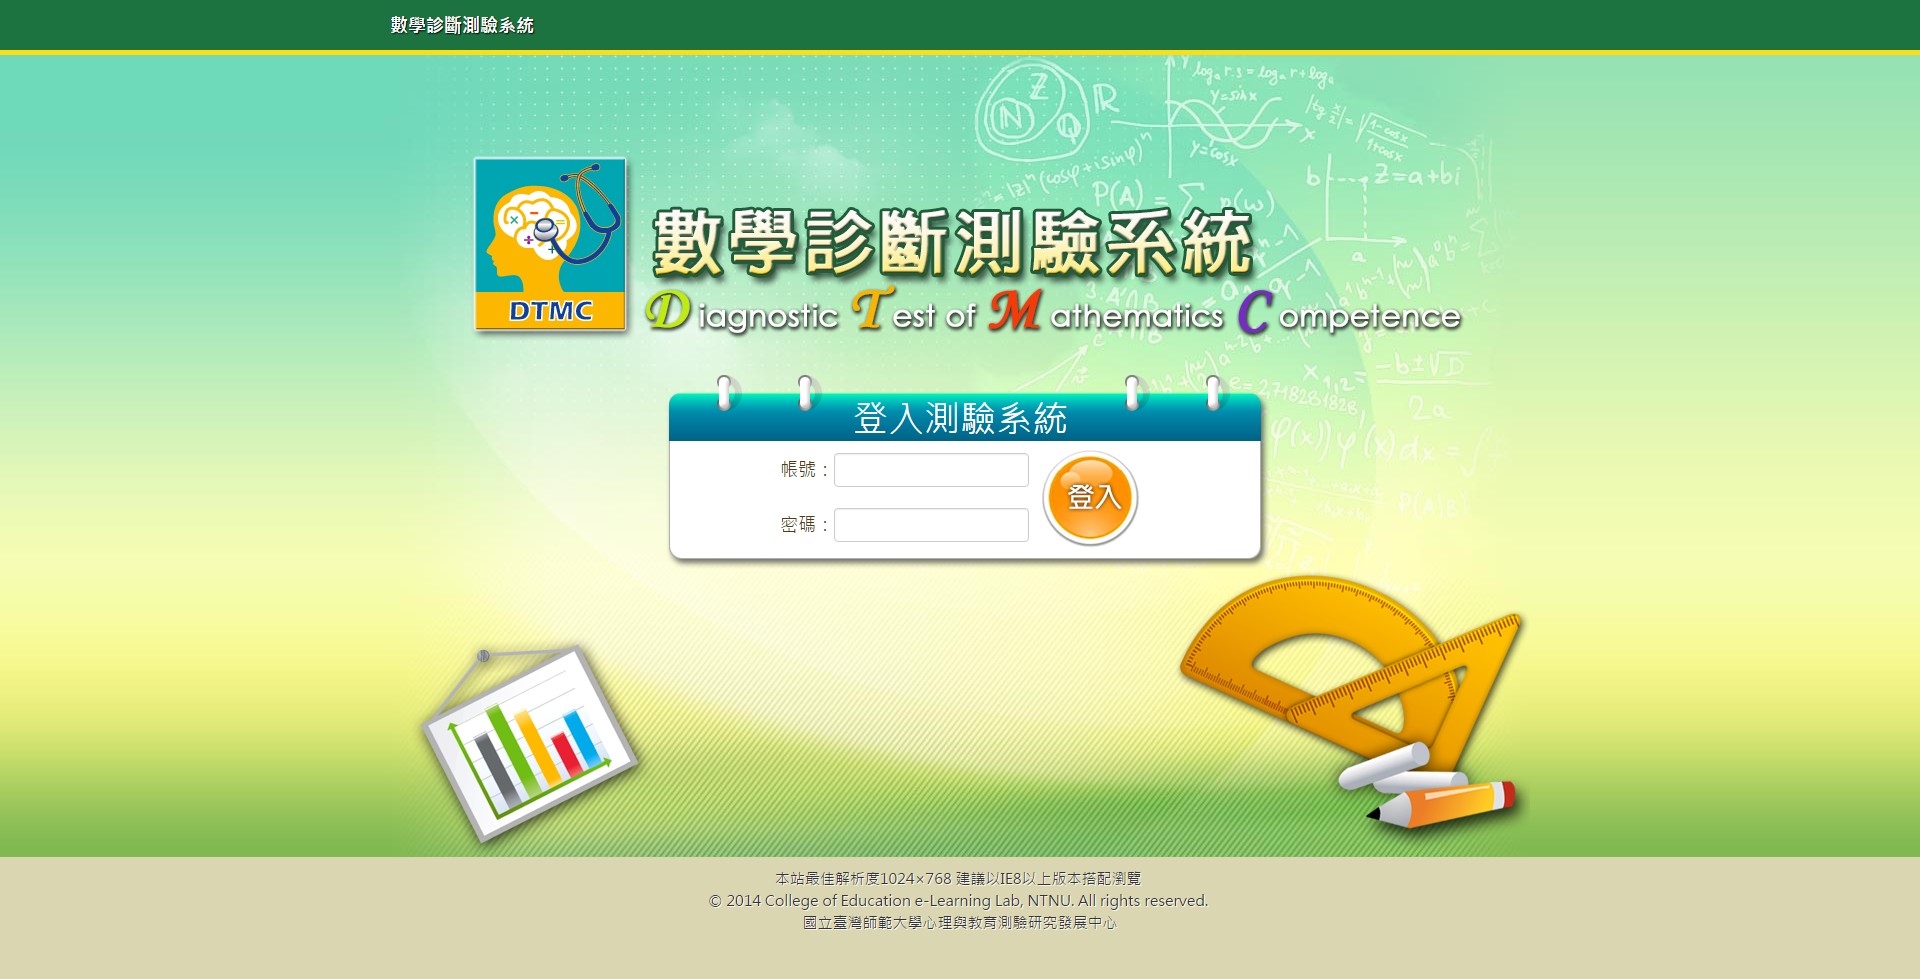 數學診斷測驗系統
數學診斷測驗系統
DTMC
Diagnostic Test of Mathematics Competence
登入測驗系統
帳號：
登入
密碼：
本站最佳解析度1024×768 建議以IE8以上版本搭配瀏覽
© 2014 College of Education e-Learning Lab, NTNU. All rights reserved.
國立臺灣師範大學心理與教育測驗研究發展中心